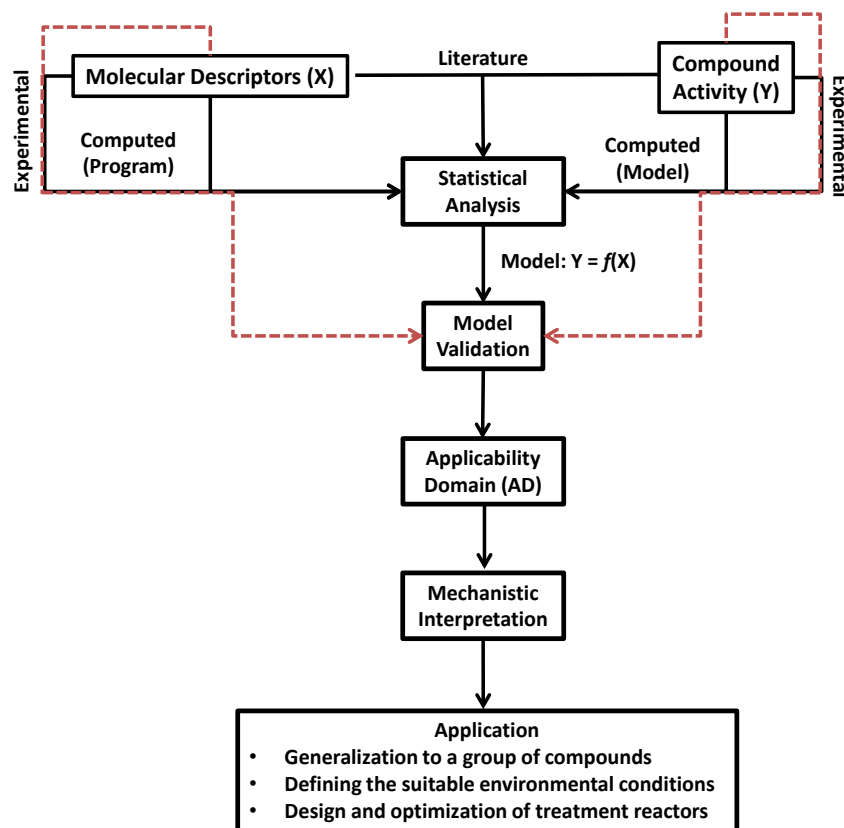 Literature
Molecular Descriptors (X)
Compound
Activity (Y)
Experimental
Experimental
Computed
(Program)
Computed
(Model)
Statistical
Analysis
Model: Y = f(X)
Model
Validation
Applicability
Domain (AD)
Mechanistic
Interpretation
Application
• Generalization to a group of compounds
• Defining the suitable environmental conditions
• Design and optimization of treatment reactors